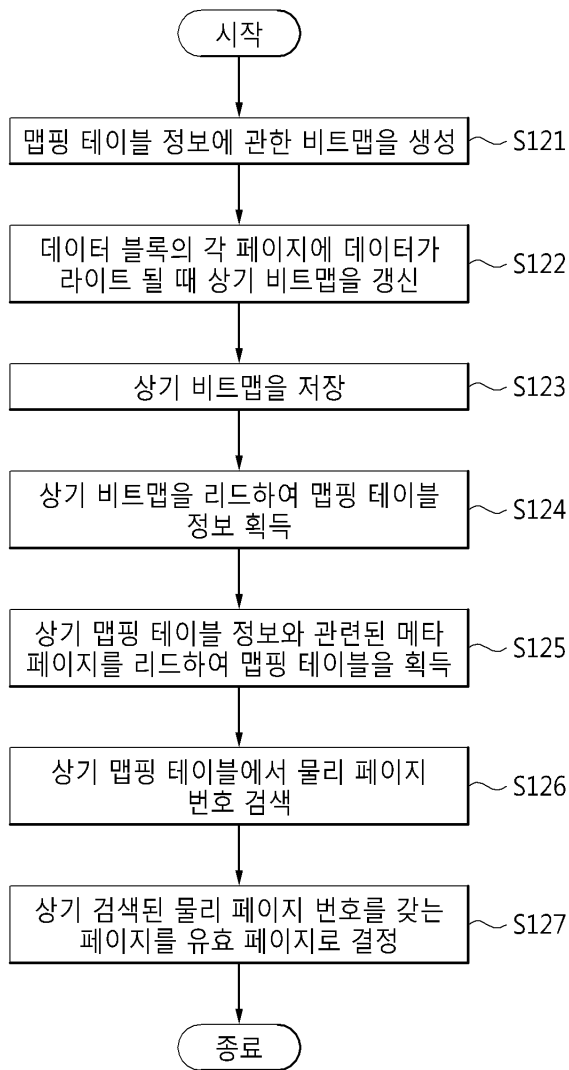 시작
맵핑 테이블 정보에 관한 비트맵을 생성
S121
데이터 블록의 각 페이지에 데이터가
라이트 될 때 상기 비트맵을 갱신
S122
상기 비트맵을 저장
S123
상기 비트맵을 리드하여 맵핑 테이블
정보 획득
S124
상기 맵핑 테이블 정보와 관련된 메타
페이지를 리드하여 맵핑 테이블을 획득
S125
상기 맵핑 테이블에서 물리 페이지
번호 검색
S126
상기 검색된 물리 페이지 번호를 갖는
페이지를 유효 페이지로 결정
S127
종료